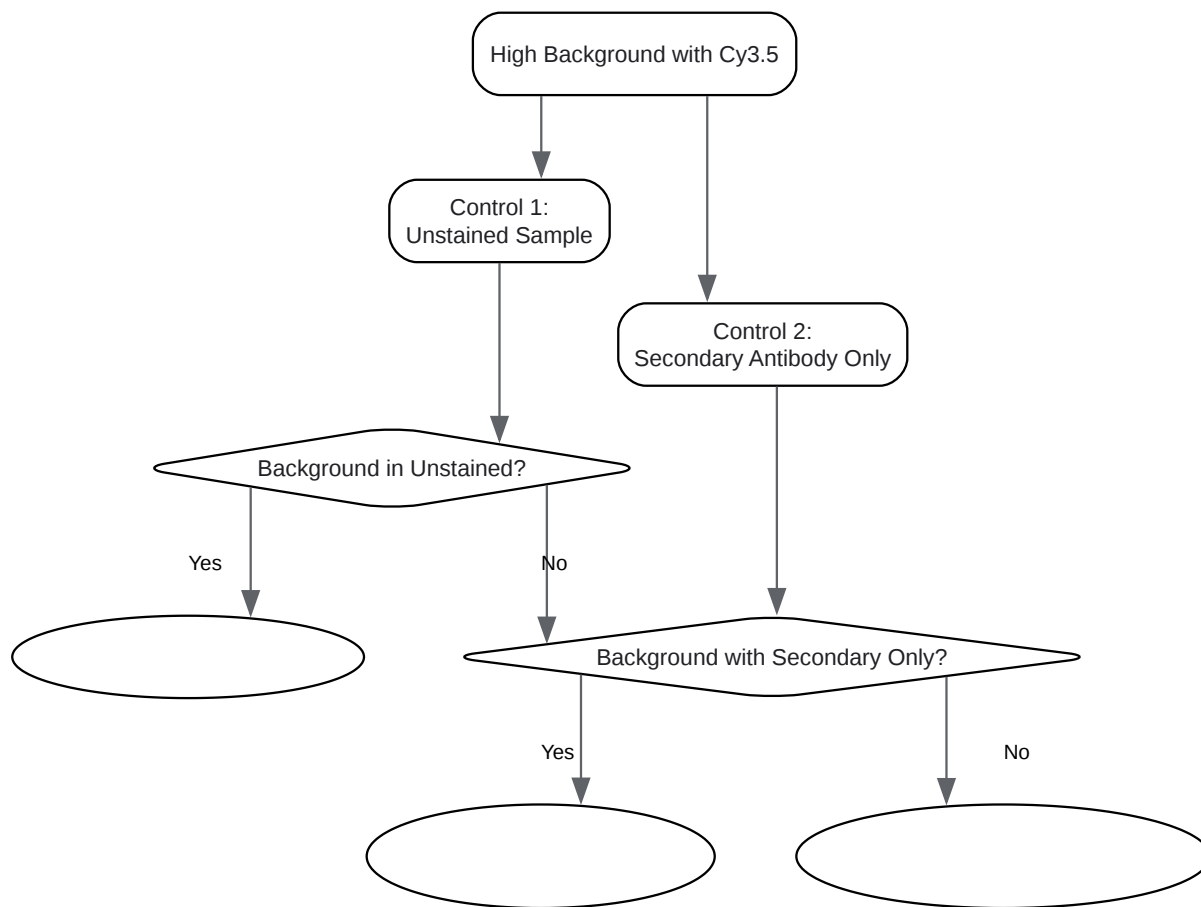 High Background with Cy3.5
Control 1:
Unstained Sample
Control 2:
Secondary Antibody Only
Background in Unstained?
Yes
No
Background with Secondary Only?
Yes
No